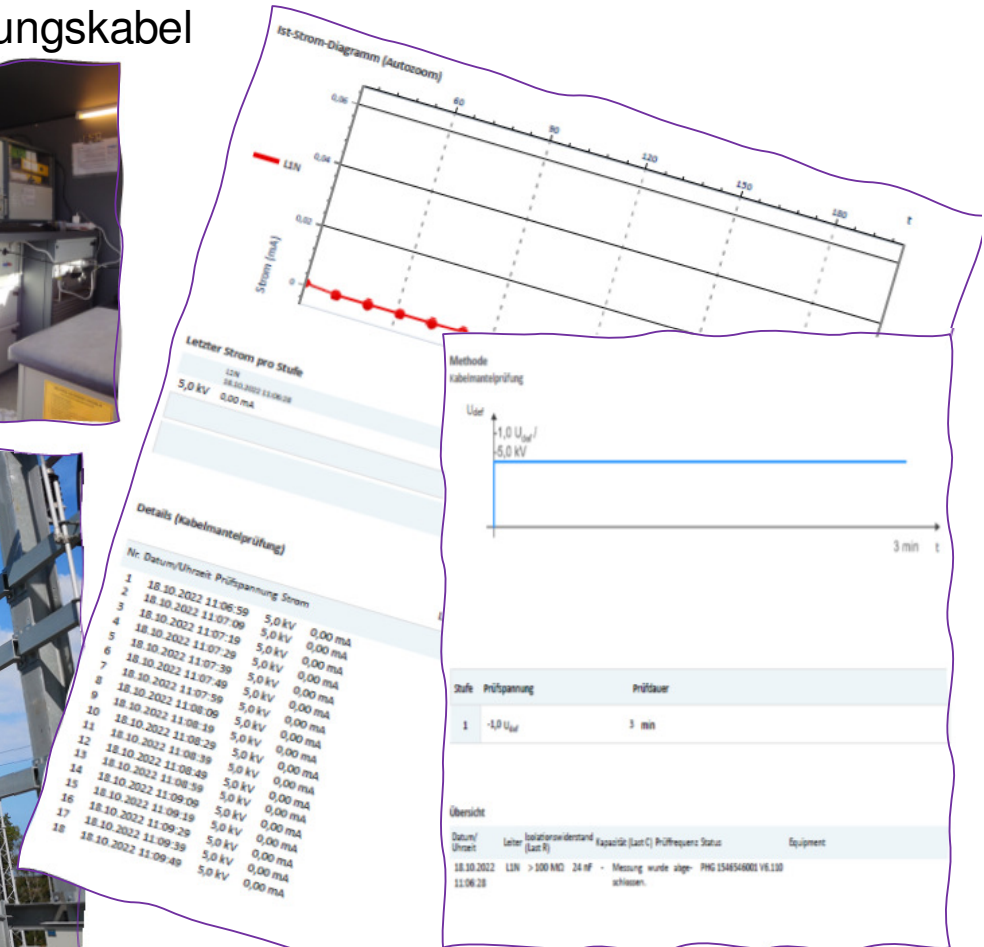 ungskabel
Ist-Strom-Diagramm (Autozoom)
60 90 120 150 180 t
0,06
0,04
0,02
0
L1N
Strom (mA)
Letzter Strom pro Stufe
L1N
18.10.2022 11:06:28
5,0 kV 0,00 mA
Details (Kabelmantelprüfung)
Nr. Datum/Uhrzeit Prüfspannung Strom
1 18.10.2022 11:06:59 5,0 kV 0,00 mA
2 18.10.2022 11:07:09 5,0 kV 0,00 mA
3 18.10.2022 11:07:19 5,0 kV 0,00 mA
4 18.10.2022 11:07:29 5,0 kV 0,00 mA
5 18.10.2022 11:07:39 5,0 kV 0,00 mA
6 18.10.2022 11:07:49 5,0 kV 0,00 mA
7 18.10.2022 11:07:59 5,0 kV 0,00 mA
8 18.10.2022 11:08:09 5,0 kV 0,00 mA
9 18.10.2022 11:08:19 5,0 kV 0,00 mA
10 18.10.2022 11:08:29 5,0 kV 0,00 mA
11 18.10.2022 11:08:39 5,0 kV 0,00 mA
12 18.10.2022 11:08:49 5,0 kV 0,00 mA
13 18.10.2022 11:08:59 5,0 kV 0,00 mA
14 18.10.2022 11:09:09 5,0 kV 0,00 mA
15 18.10.2022 11:09:19 5,0 kV 0,00 mA
16 18.10.2022 11:09:29 5,0 kV 0,00 mA
17 18.10.2022 11:09:39 5,0 kV 0,00 mA
18 18.10.2022 11:09:49 5,0 kV 0,00 mA
Methode
Kabelmantelprüfung
Udef
-1,0 Udef/
-5,0 kV
3 min t
Stufe Prüfspannung Prüfdauer
1 -1,0 Udef 3 min
Übersicht
Datum/Uhrzeit Leiter Isolationswiderstand (Last R) Kapazität (Last C) Prüffrequenz Status Equipment
18.10.2022 L1N >100 MΩ 24 nF - Messung wurde abge- PHG 1546546001 V6.110
11:06:28 schlossen.